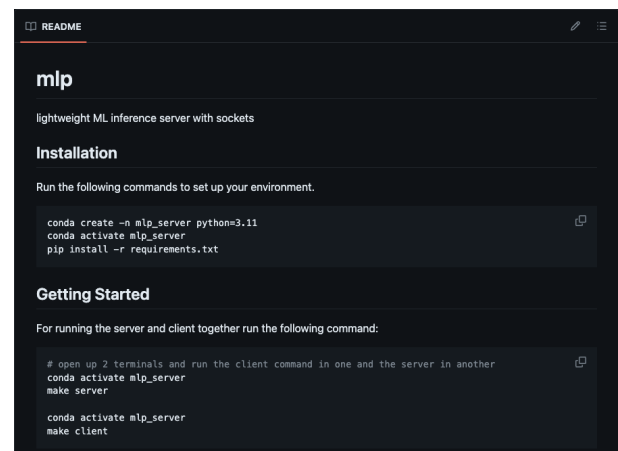 README
mlp
lightweight ML inference server with sockets
Installation
Run the following commands to set up your environment.
conda create -n mlp_server python=3.11
conda activate mlp_server
pip install -r requirements.txt
Getting Started
For running the server and client together run the following command:
# open up 2 terminals and run the client command in one and the server in another
conda activate mlp_server
make server
conda activate mlp_server
make client